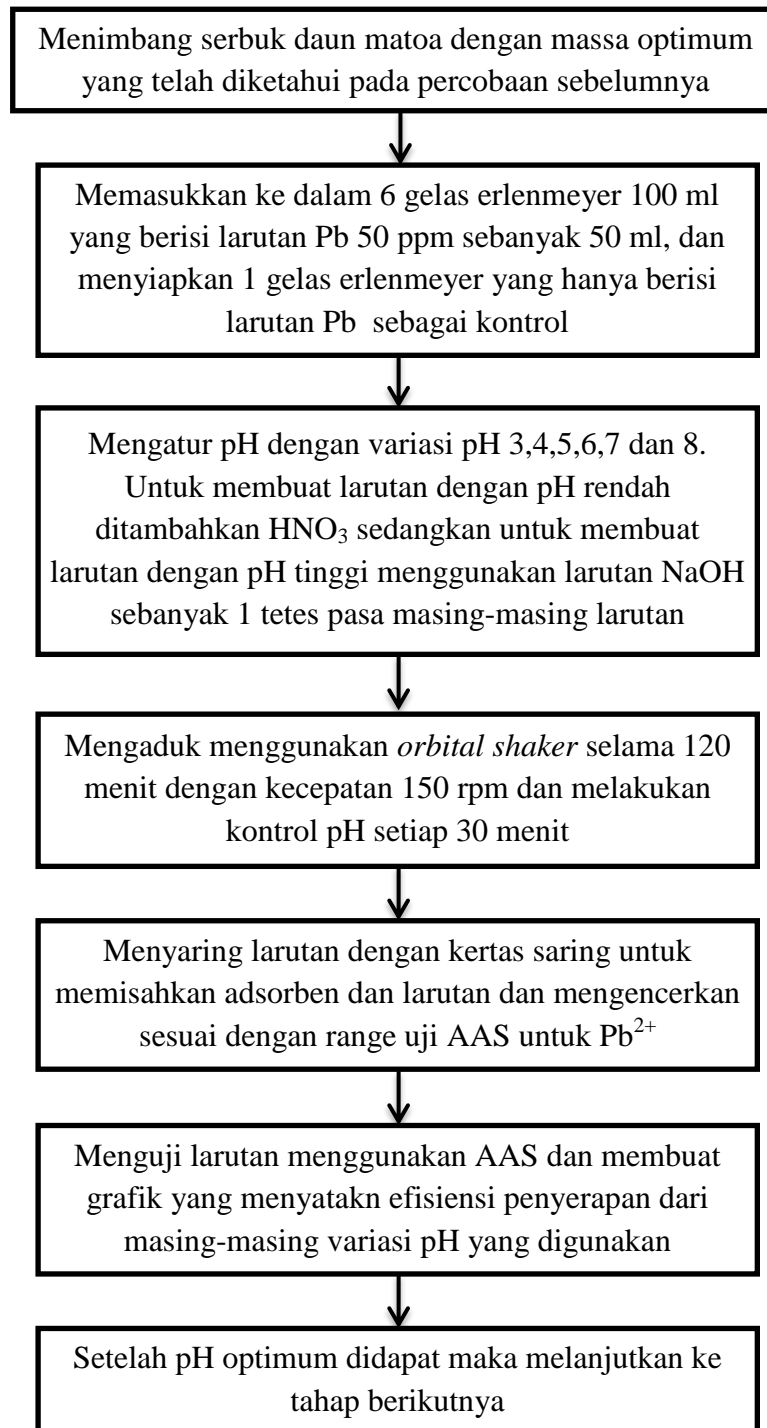 Menimbang serbuk daun matoa dengan massa optimum
yang telah diketahui pada percobaan sebelumnya
Memasukkan ke dalam 6 gelas erlenmeyer 100 ml
yang berisi larutan Pb 50 ppm sebanyak 50 ml, dan
menyiapkan 1 gelas erlenmeyer yang hanya berisi
larutan Pb  sebagai kontrol
Mengatur pH dengan variasi pH 3,4,5,6,7 dan 8.
Untuk membuat larutan dengan pH rendah
ditambahkan HNO₃ sedangkan untuk membuat
larutan dengan pH tinggi menggunakan larutan NaOH
sebanyak 1 tetes pasa masing-masing larutan
Mengaduk menggunakan orbital shaker selama 120
menit dengan kecepatan 150 rpm dan melakukan
kontrol pH setiap 30 menit
Menyaring larutan dengan kertas saring untuk
memisahkan adsorben dan larutan dan mengencerkan
sesuai dengan range uji AAS untuk Pb²⁺
Menguji larutan menggunakan AAS dan membuat
grafik yang menyatakn efisiensi penyerapan dari
masing-masing variasi pH yang digunakan
Setelah pH optimum didapat maka melanjutkan ke
tahap berikutnya